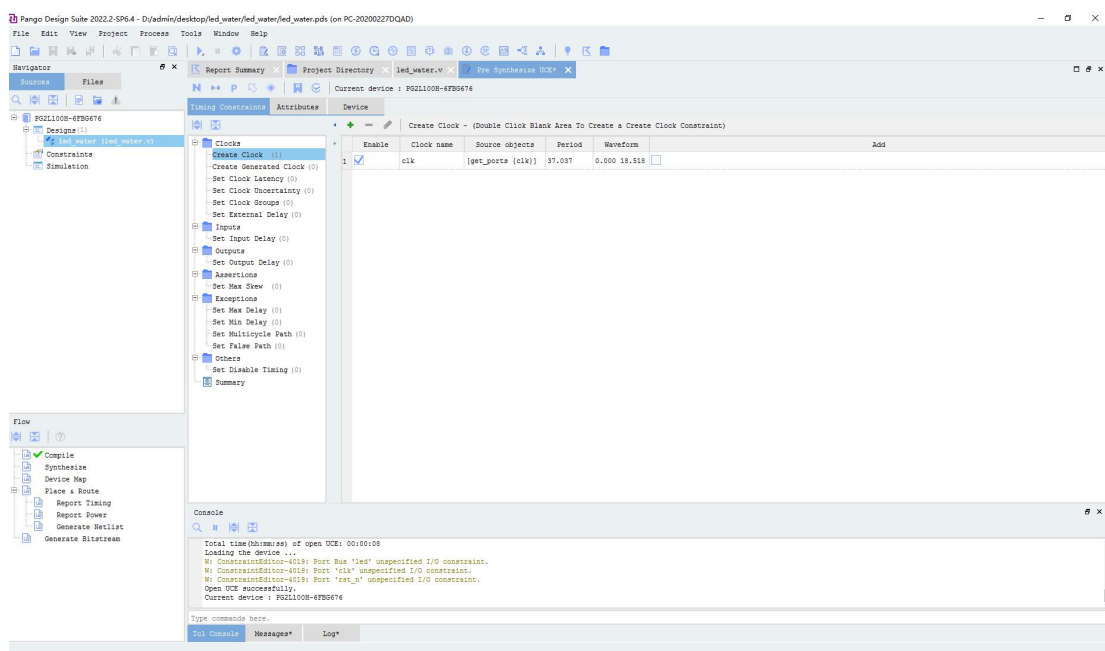 Pango Design Suite 2022.2-SP6.4 - D:/admin/desktop/led_water/led_water/led_water.pds (on PC-20200227DQAD)
File Edit View Project Process Tools Window Help
Navigator
Report Summary Project Directory led_water.v Pre Synthesize UCE*
Sources Files
Current device : PG2L100H-6FBG676
Timing Constraints Attributes Device
PG2L100H-6FBG676
Designs(1)
led_water (led_water.v)
Constraints
Simulation
Create Clock - (Double Click Blank Area To Create a Create Clock Constraint)
Clocks
Create Clock (1)
Create Generated Clock (0)
Set Clock Latency (0)
Set Clock Uncertainty (0)
Set Clock Groups (0)
Set External Delay (0)
Inputs
Set Input Delay (0)
Outputs
Set Output Delay (0)
Assertions
Set Max Skew (0)
Exceptions
Set Max Delay (0)
Set Min Delay (0)
Set Multicycle Path (0)
Set False Path (0)
Others
Set Disable Timing (0)
Summary
Enable Clock name Source objects Period Waveform Add
1 clk [get_ports {clk}] 37.037 0.000 18.518
Flow
Compile
Synthesize
Device Map
Place & Route
Report Timing
Report Power
Generate Netlist
Generate Bitstream
Console
Total time(hh:mm:ss) of open UCE: 00:00:08
Loading the device ...
W: ConstraintEditor-4019: Port Bus 'led' unspecified I/O constraint.
W: ConstraintEditor-4019: Port 'clk' unspecified I/O constraint.
W: ConstraintEditor-4019: Port 'rst_n' unspecified I/O constraint.
Open UCE successfully.
Current device : PG2L100H-6FBG676
Type commands here.
Tcl Console Messages* Log*